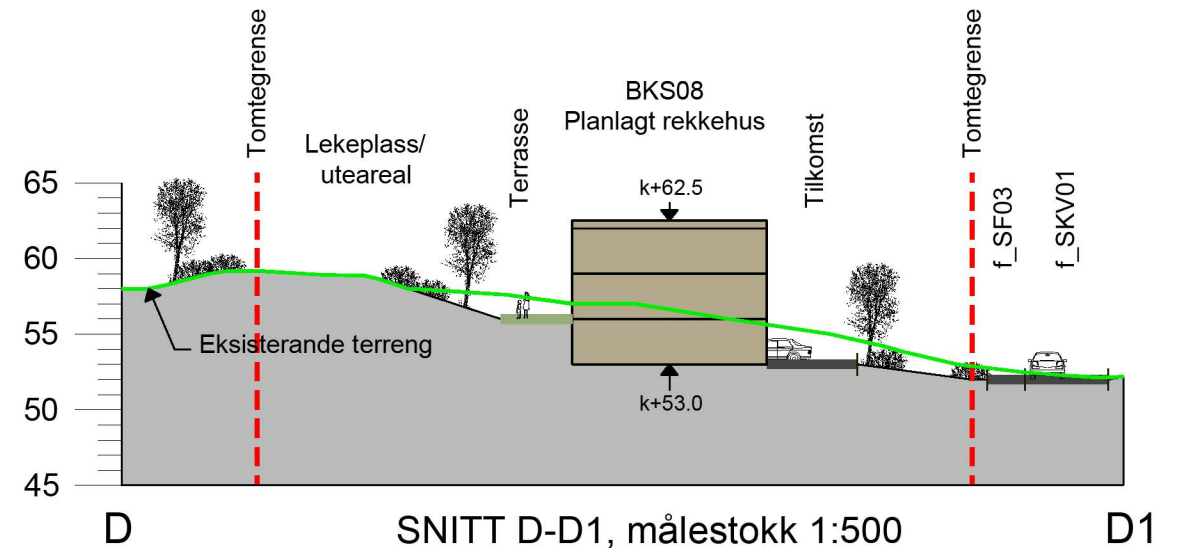 Tomtegrense
Lekeplass/
uteareal
Terrasse
BKS08
Planlagt rekkehus
Tilkomst
Tomtegrense
f_SF03
f_SKV01
k+62.5
65
60
55
50
45
Eksisterande terreng
k+53.0
D
SNITT D-D1, målestokk 1:500
D1